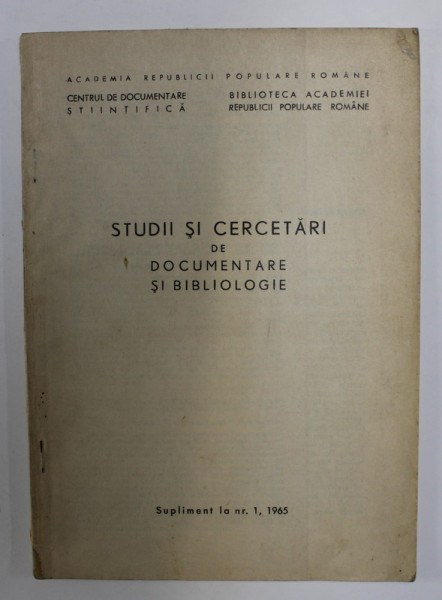 ACADEMIA REPUBLICII POPULARE ROMÂNE
CENTRUL DE DOCUMENTARE
ȘTIINȚIFICĂ
BIBLIOTECA ACADEMIEI
REPUBLICII POPULARE ROMÂNE
STUDII ȘI CERCETĂRI
DE
DOCUMENTARE
ȘI BIBLIOLOGIE
Supliment la nr. 1, 1965